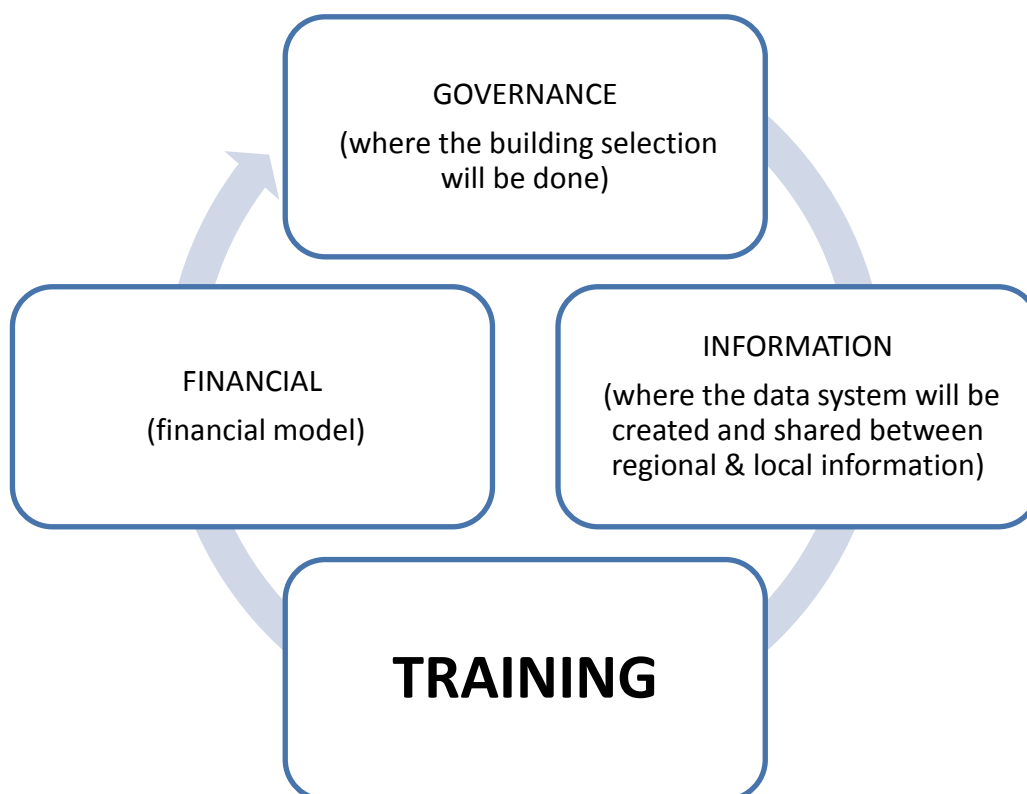 GOVERNANCE
(where the building selection
will be done)
FINANCIAL
(financial model)
INFORMATION
(where the data system will be
created and shared between
regional & local information)
TRAINING